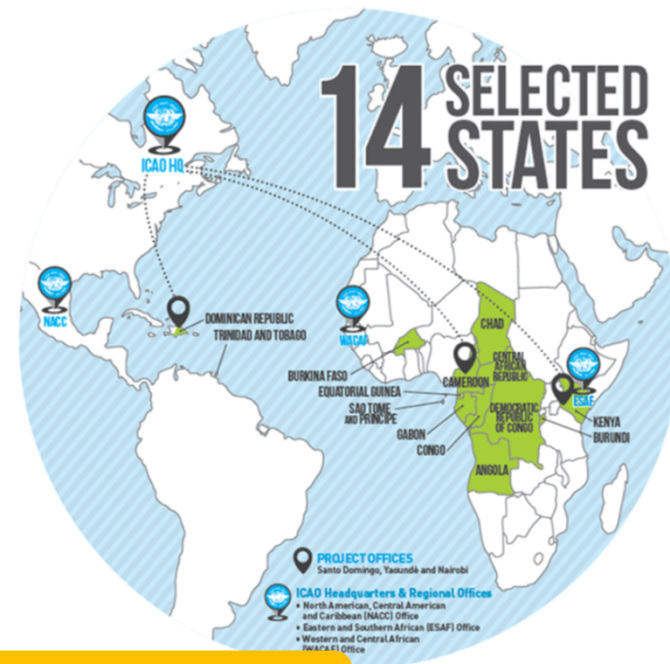 14 SELECTED
STATES
ICAO HQ
NACC
DOMINICAN REPUBLIC
TRINIDAD AND TOBAGO
WACAF
CHAD
CENTRAL
AFRICAN
REPUBLIC
BURKINA FASO
CAMEROON
EQUATORIAL GUINEA
SAO TOME
AND PRINCIPE
DEMOCRATIC
REPUBLIC
OF CONGO
ESAF
KENYA
BURUNDI
GABON
CONGO
ANGOLA
PROJECT OFFICES
Santo Domingo, Yaoundè and Nairobi
ICAO Headquarters & Regional Offices
• North American, Central American
and Caribbean (NACC) Office
• Eastern and Southern African (ESAF) Office
• Western and Central African
(WACAF) Office